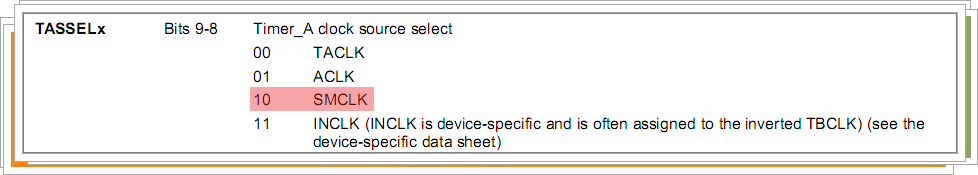 TASSELx Bits 9-8 Timer_A clock source select
00 TACLK
01 ACLK
10 SMCLK
11 INCLK (INCLK is device-specific and is often assigned to the inverted TBCLK) (see the
device-specific data sheet)